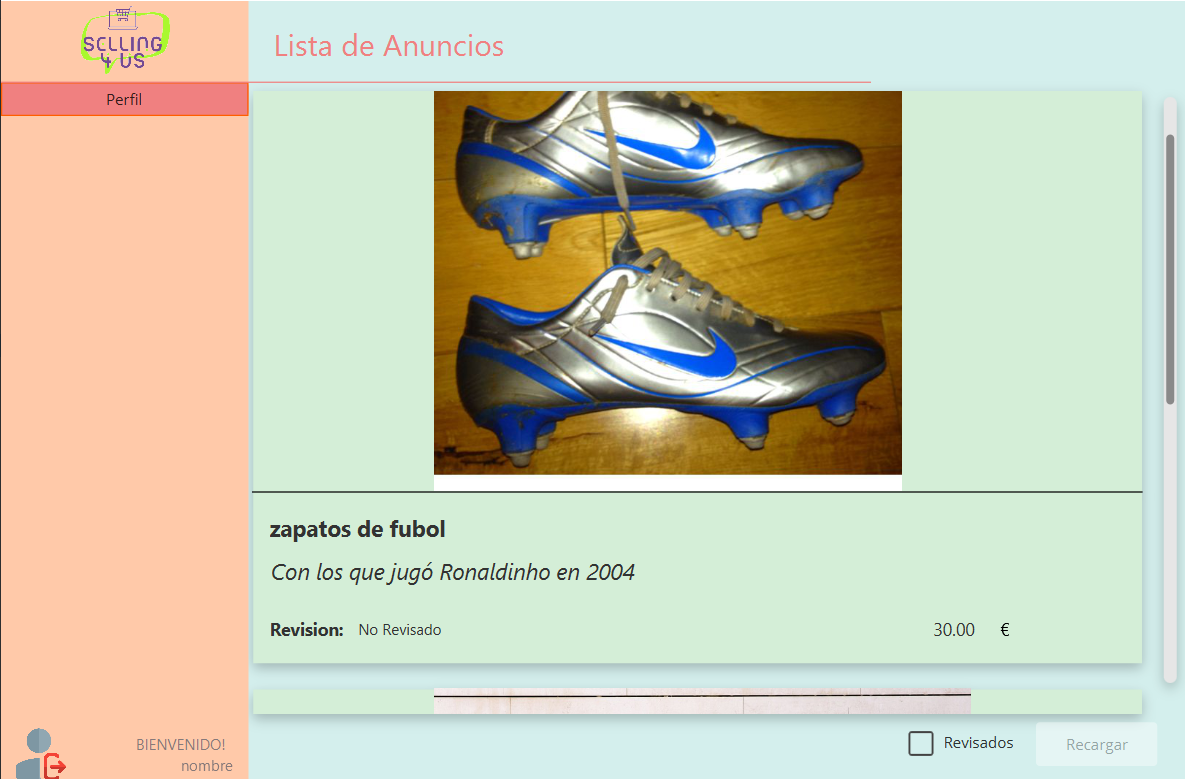 SELLING
4 US
Lista de Anuncios
Perfil
zapatos de fubol
Con los que jugó Ronaldinho en 2004
Revision: No Revisado 30.00 €
BIENVENIDO!
nombre
Revisados
Recargar